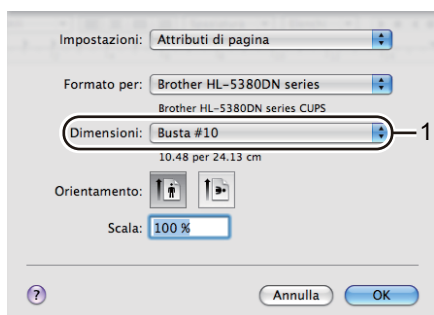 Impostazioni: Attributi di pagina
Formato per: Brother HL-5380DN series
Brother HL-5380DN series CUPS
Dimensioni: Busta #10 1
10.48 per 24.13 cm
Orientamento:
Scala: 100 %
? Annulla OK